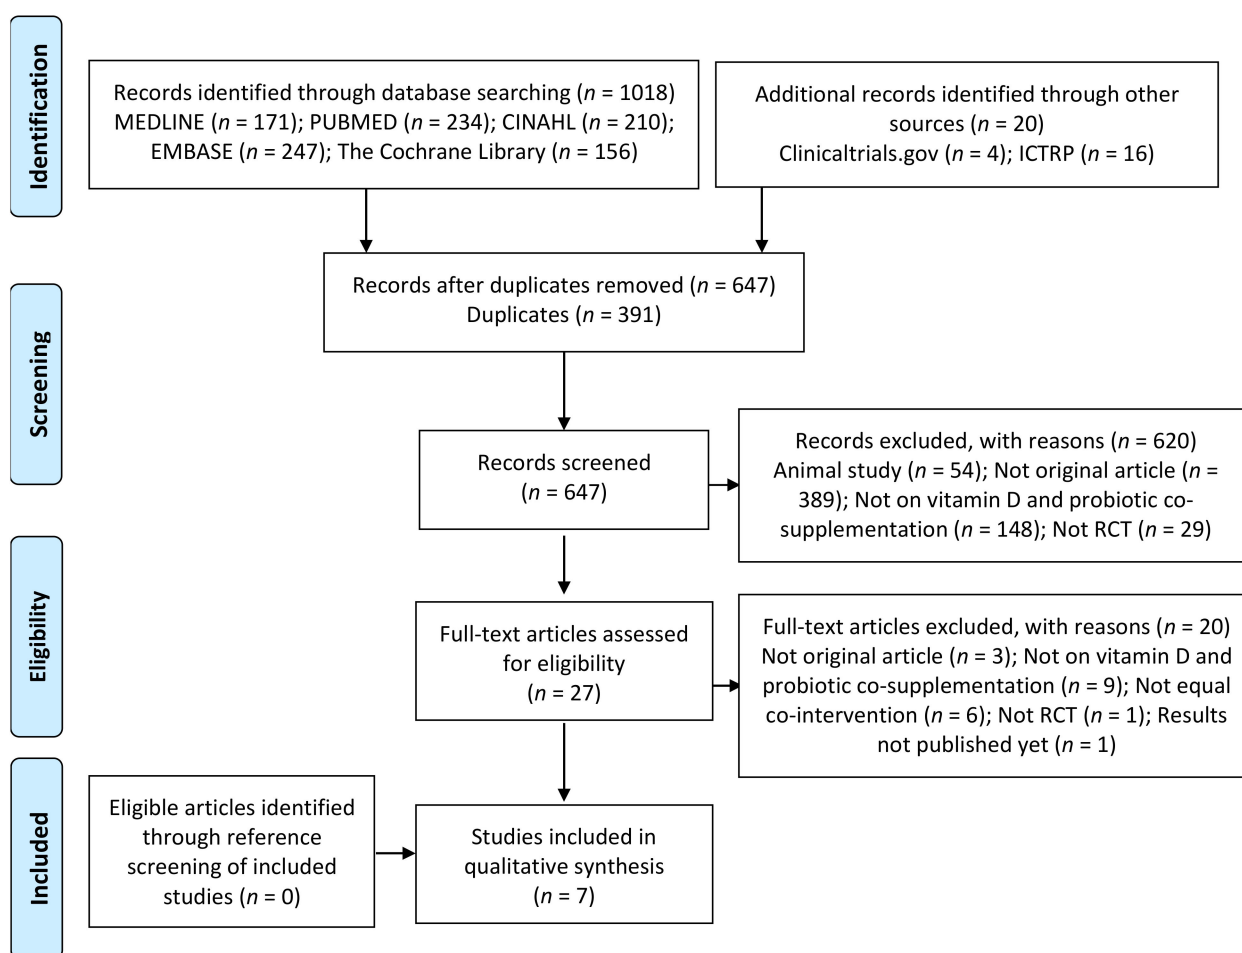 Identification
Records identified through database searching (n = 1018)
MEDLINE (n = 171); PUBMED (n = 234); CINAHL (n = 210);
EMBASE (n = 247); The Cochrane Library (n = 156)
Additional records identified through other
sources (n = 20)
Clinicaltrials.gov (n = 4); ICTRP (n = 16)
Screening
Records after duplicates removed (n = 647)
Duplicates (n = 391)
Records screened
(n = 647)
Records excluded, with reasons (n = 620)
Animal study (n = 54); Not original article (n =
389); Not on vitamin D and probiotic co-
supplementation (n = 148); Not RCT (n = 29)
Eligibility
Full-text articles assessed
for eligibility
(n = 27)
Full-text articles excluded, with reasons (n = 20)
Not original article (n = 3); Not on vitamin D and
probiotic co-supplementation (n = 9); Not equal
co-intervention (n = 6); Not RCT (n = 1); Results
not published yet (n = 1)
Included
Eligible articles identified
through reference
screening of included
studies (n = 0)
Studies included in
qualitative synthesis
(n = 7)